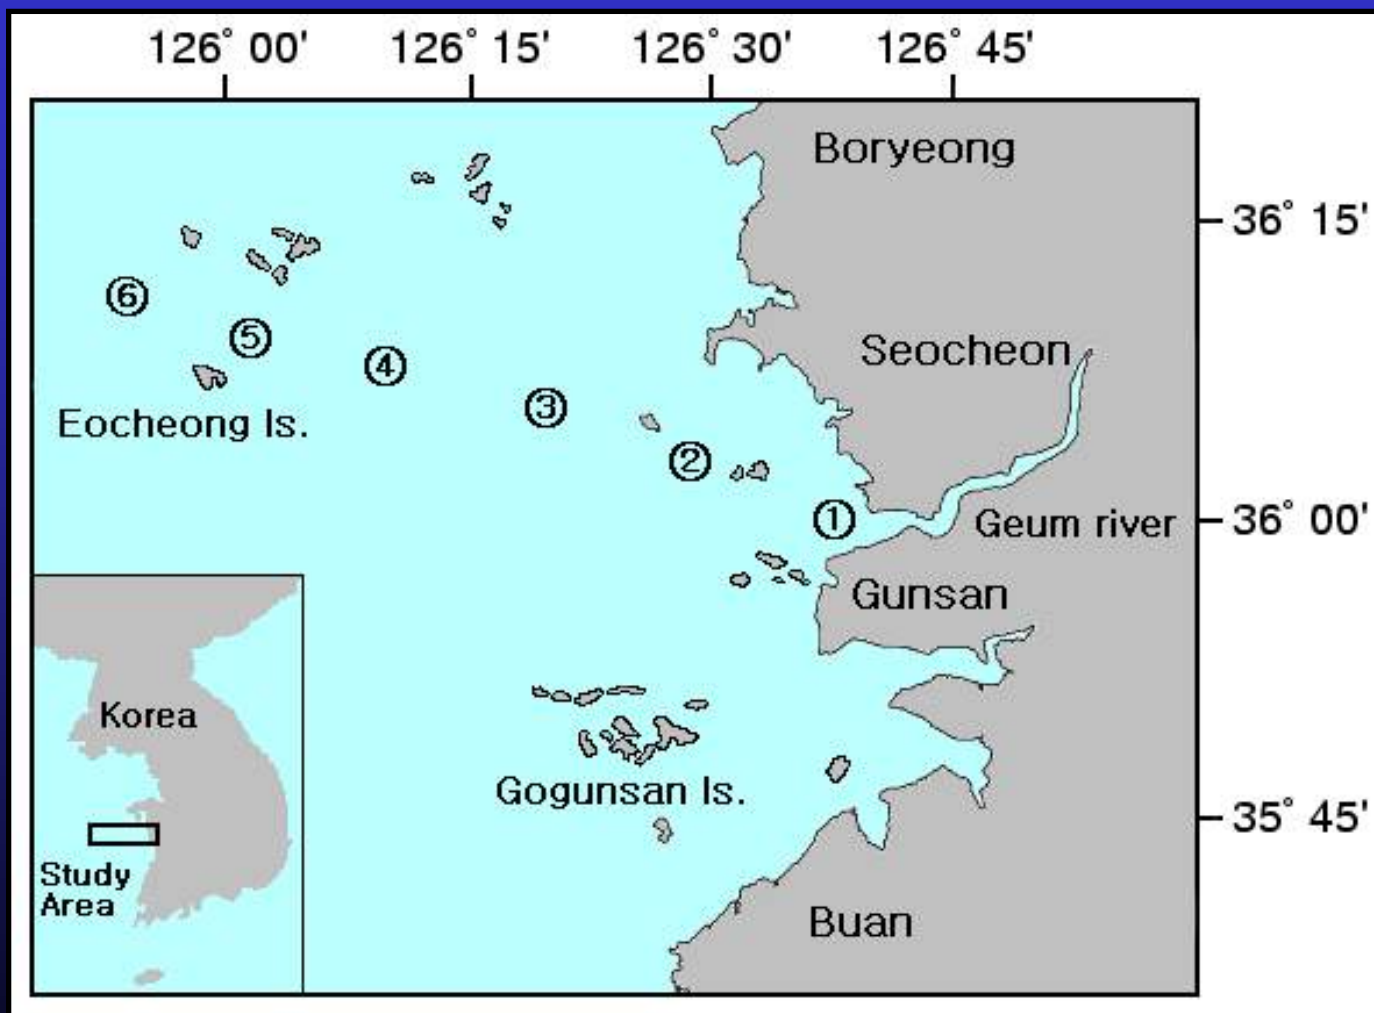 126° 00' 126° 15' 126° 30' 126° 45'
Boryeong
36° 15'
⑥
⑤
Seocheon
④
③
Eocheong Is.
②
①
Geum river
36° 00'
Gunsan
Korea
Gogunsan Is.
35° 45'
Study
Area
Buan